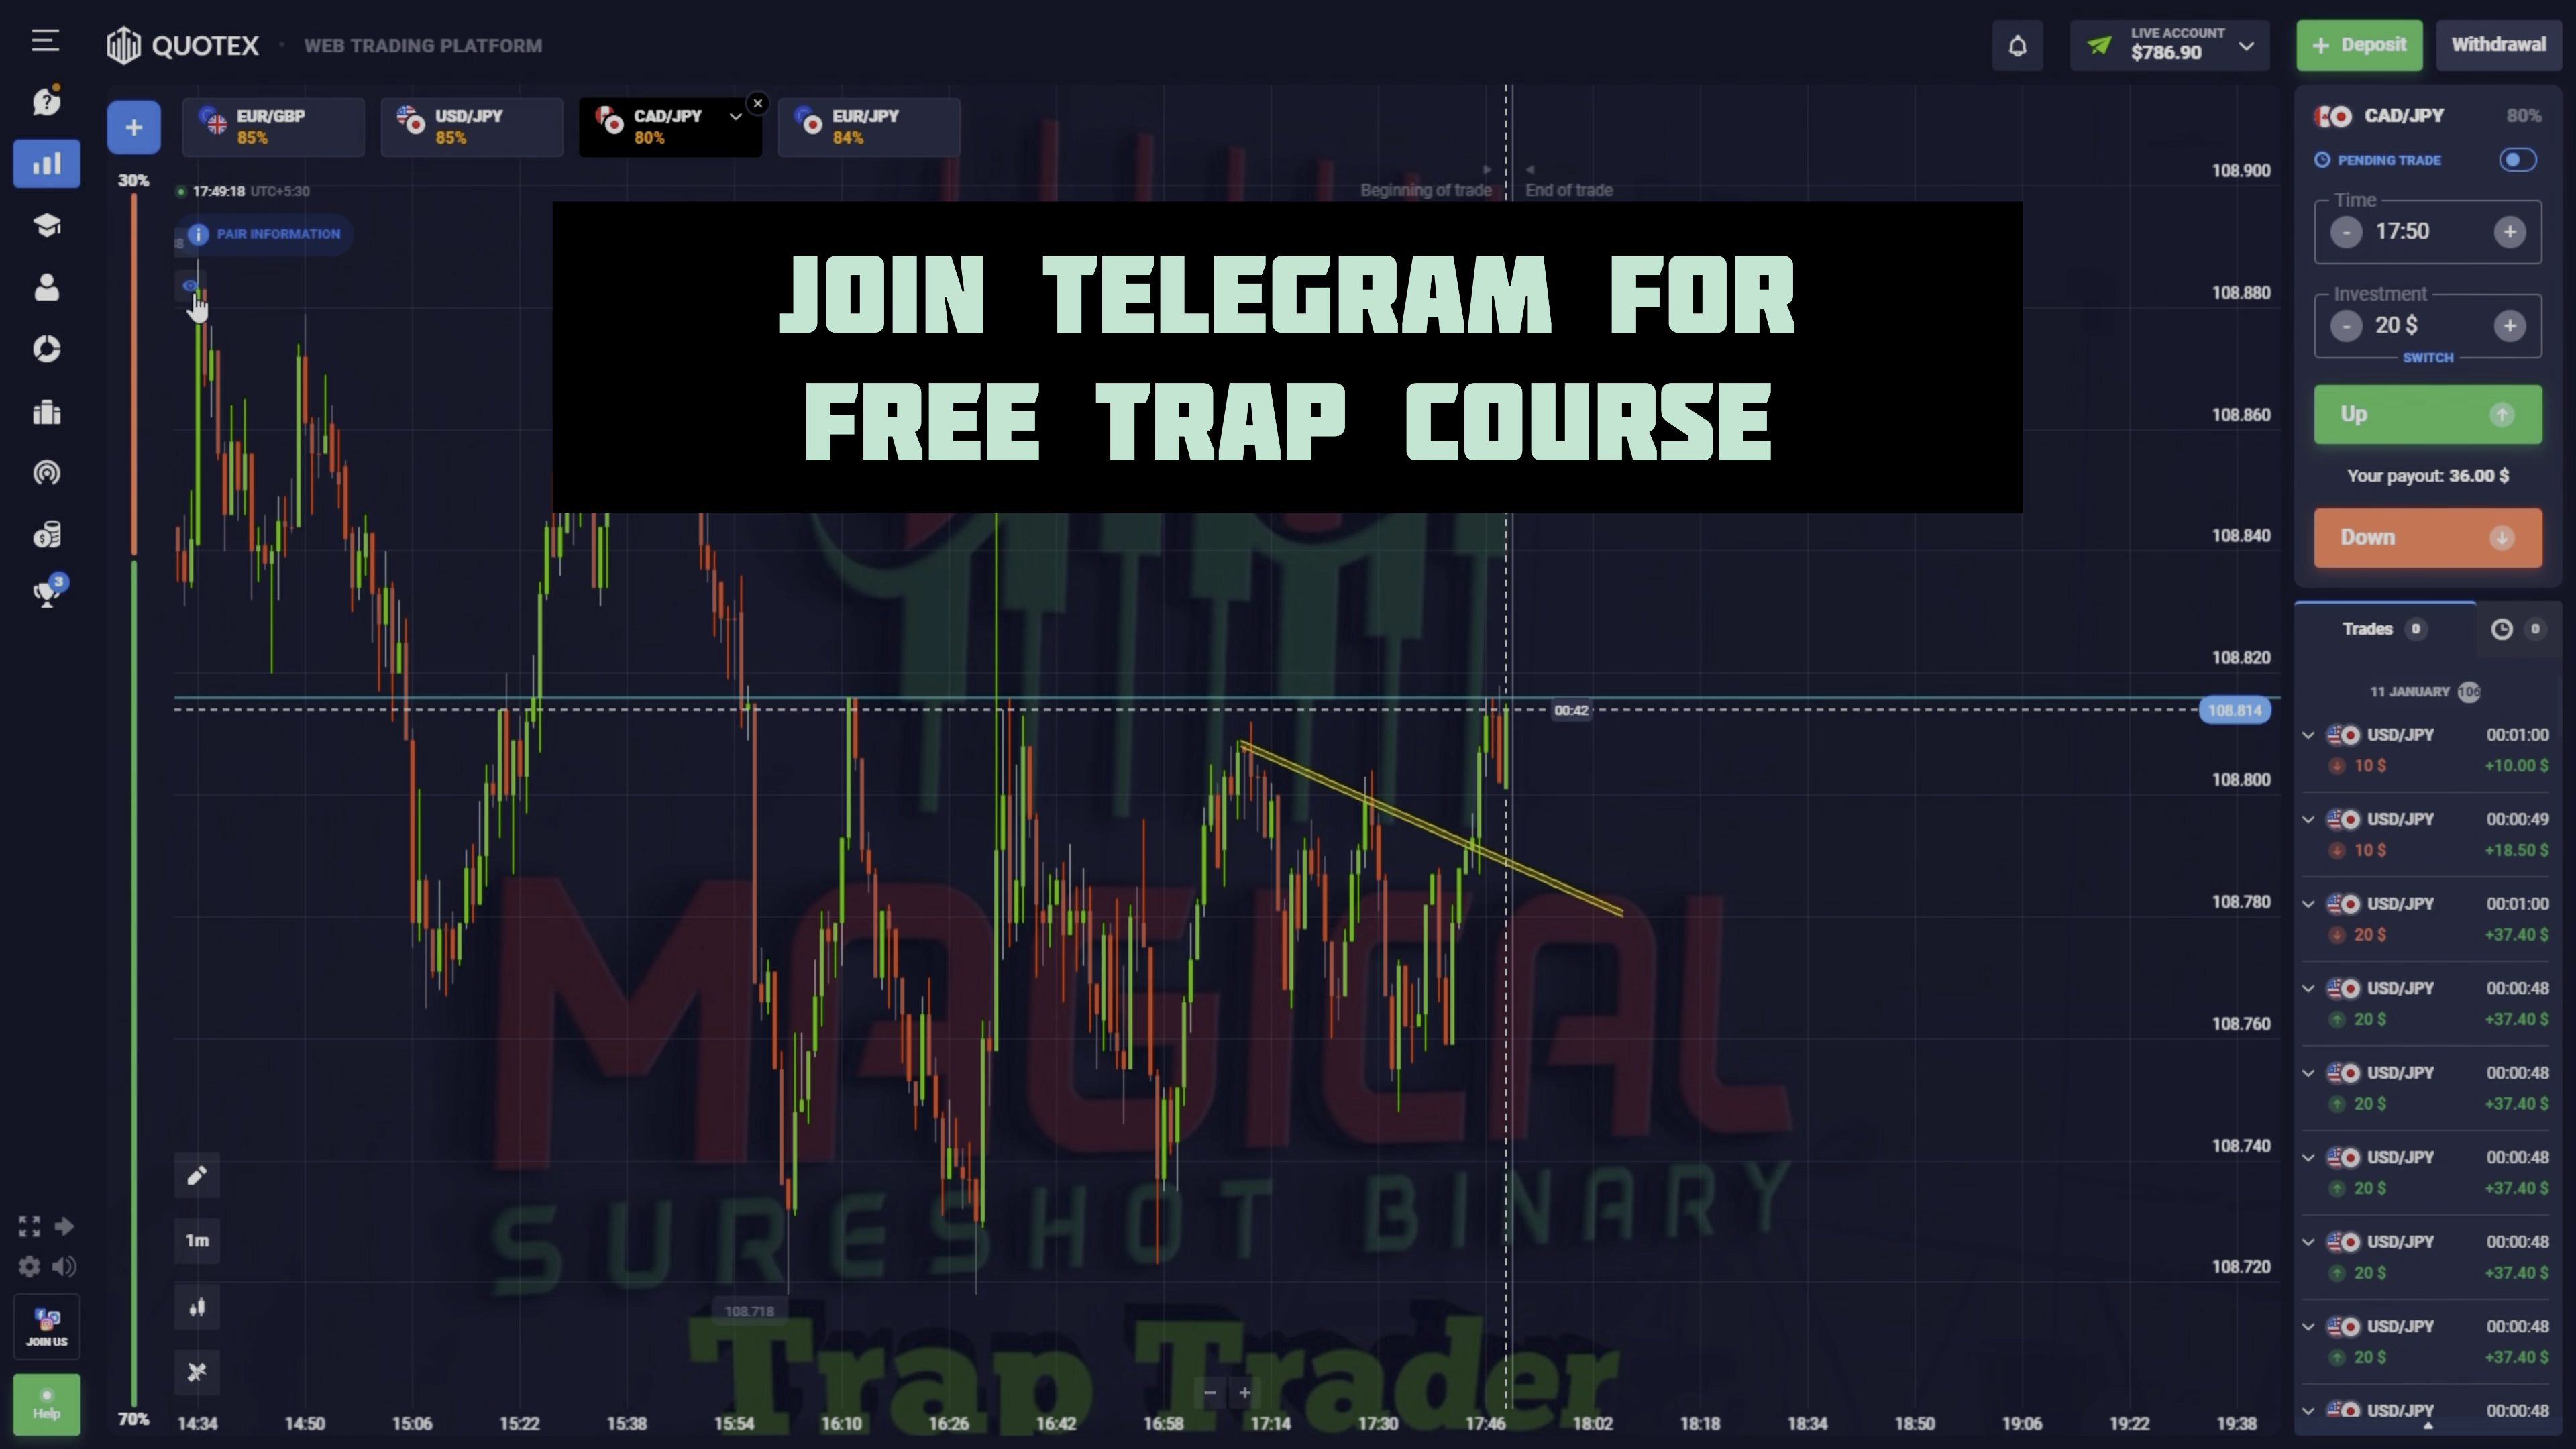 QUOTEX
WEB TRADING PLATFORM
LIVE ACCOUNT
$786.90
+ Deposit
Withdrawal
+
EUR/GBP
85%
USD/JPY
85%
CAD/JPY
80%
EUR/JPY
84%
30%
17:49:18 UTC+5:30
PAIR INFORMATION
Beginning of trade
End of trade
JOIN TELEGRAM FOR
FREE TRAP COURSE
108.900
108.880
108.860
108.840
108.820
108.814
108.800
108.780
108.760
108.740
108.720
00:42
MAGICAL
SURESHOT BINARY
Trap Trader
108.718
1m
3
JOIN US
Help
70%
14:34
14:50
15:06
15:22
15:38
15:54
16:10
16:26
16:42
16:58
17:14
17:30
17:46
18:02
18:18
18:34
18:50
19:06
19:22
19:38
CAD/JPY
80%
PENDING TRADE
Time
- 17:50 +
Investment
- 20 $ +
SWITCH
Up
Your payout: 36.00 $
Down
Trades 0
0
11 JANUARY 106
USD/JPY 00:01:00
10 $ +10.00 $
USD/JPY 00:00:49
10 $ +18.50 $
USD/JPY 00:01:00
20 $ +37.40 $
USD/JPY 00:00:48
20 $ +37.40 $
USD/JPY 00:00:48
20 $ +37.40 $
USD/JPY 00:00:48
20 $ +37.40 $
USD/JPY 00:00:48
20 $ +37.40 $
USD/JPY 00:00:48
20 $ +37.40 $
USD/JPY 00:00:48